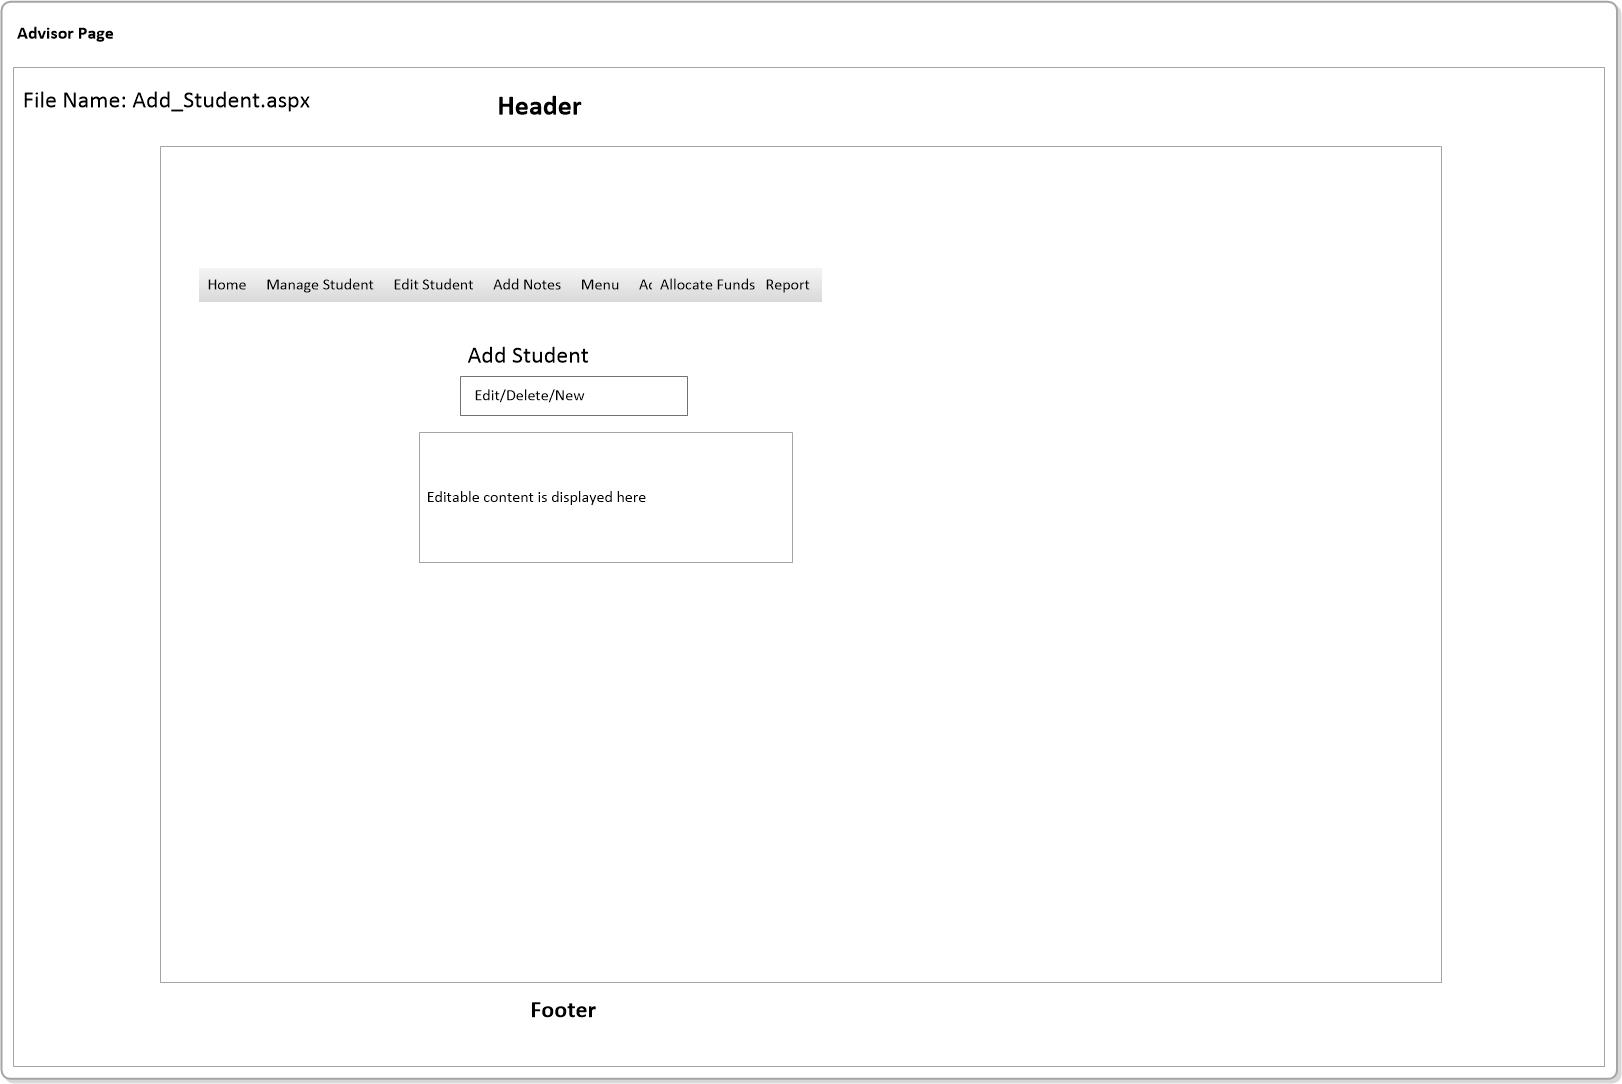 Advisor Page
File Name: Add_Student.aspx
Header
Home Manage Student Edit Student Add Notes Menu Allocate Funds Report
Add Student
Edit/Delete/New
Editable content is displayed here
Footer